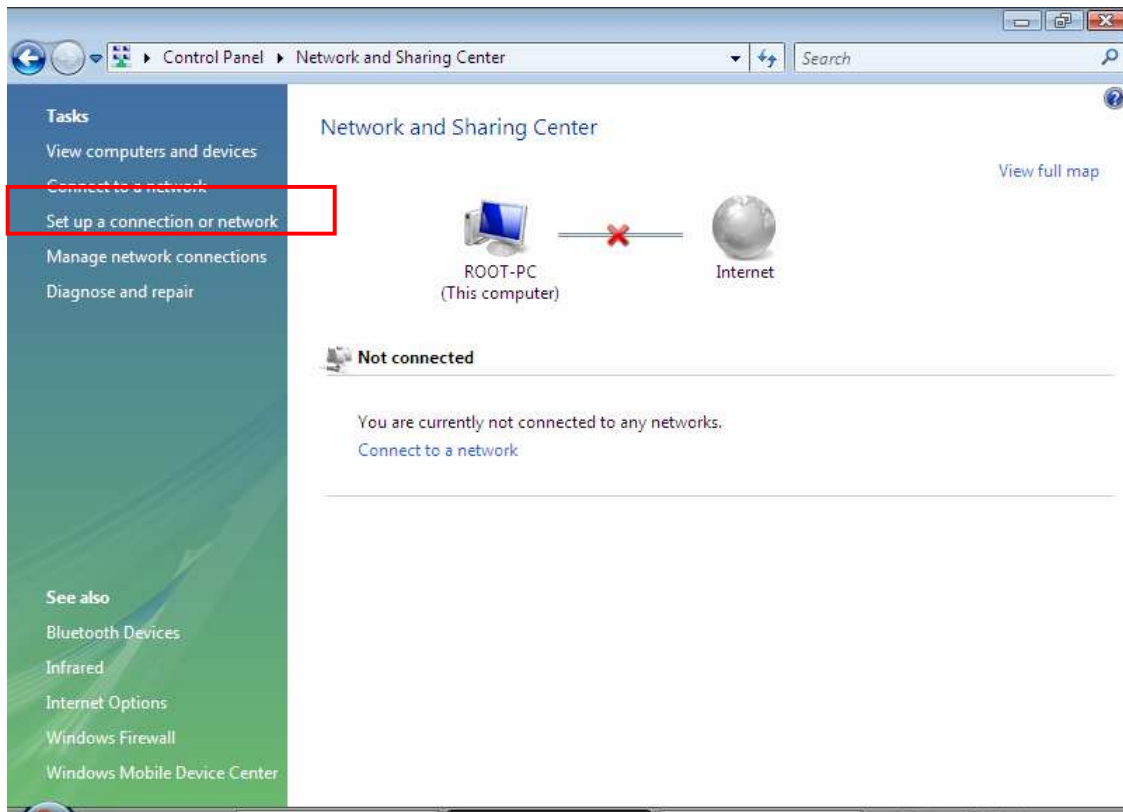 Control Panel
Network and Sharing Center
Search
Tasks
View computers and devices
Connect to a network
Set up a connection or network
Manage network connections
Diagnose and repair
See also
Bluetooth Devices
Infrared
Internet Options
Windows Firewall
Windows Mobile Device Center
Network and Sharing Center
View full map
ROOT-PC
(This computer)
Internet
Not connected
You are currently not connected to any networks.
Connect to a network